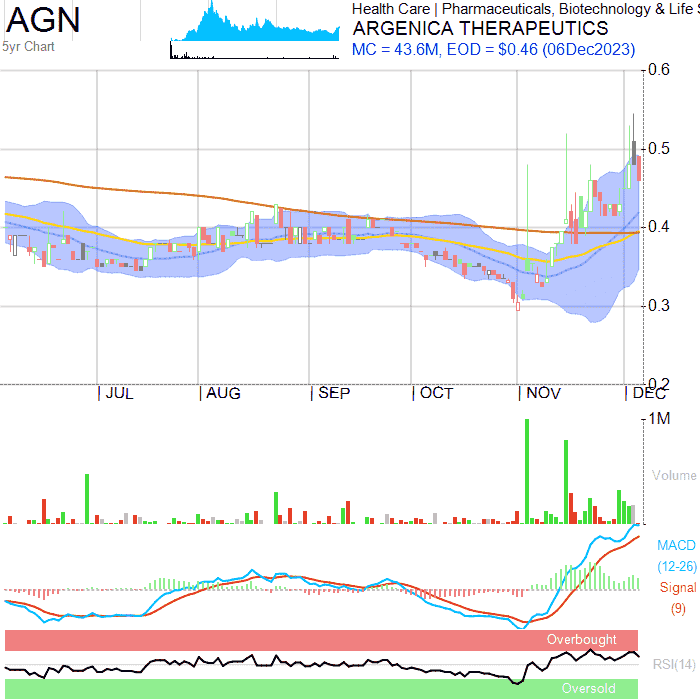 AGN
5yr Chart
Health Care | Pharmaceuticals, Biotechnology & Life S
ARGENICA THERAPEUTICS
MC = 43.6M, EOD = $0.46 (06Dec2023)
0.6
0.5
0.4
0.3
0.2
JUL AUG SEP OCT NOV DEC
1M
Volume
MACD
(12-26)
Signal
(9)
Overbought
RSI(14)
Oversold